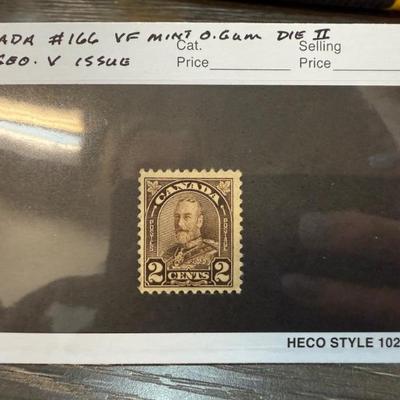 ADA #166 VF MINT O.GUM DIE II
GEO. V ISSUE
Cat.
Price
Selling
Price
CANADA
POSTES
POSTAGE
2 CENTS 2
HECO STYLE 102